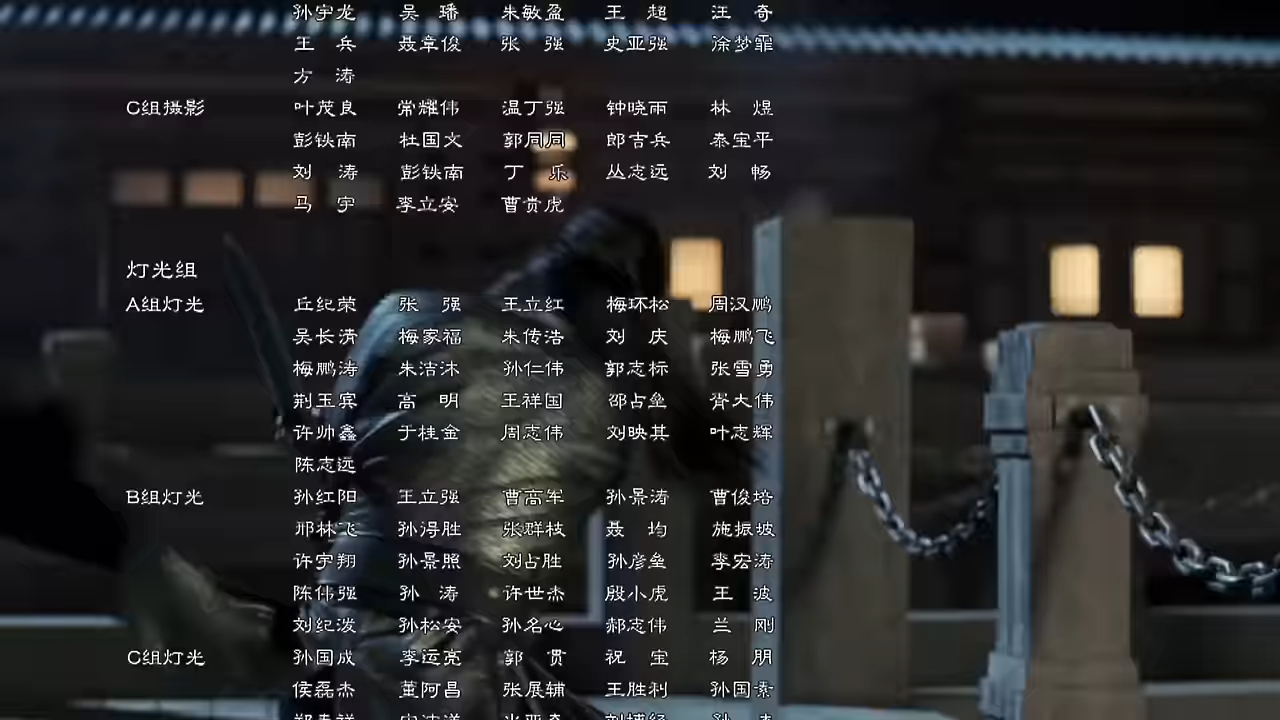 孙宇龙 吴 璠 朱敏盈 王 超 汪 奇
王 兵 聂章俊 张 强 史亚强 涂梦霏
方 涛
C组摄影 叶茂良 常耀伟 温丁强 钟晓雨 林 煜
彭铁南 杜国文 郭同同 郎吉兵 秦宝平
刘 涛 彭铁南 丁 乐 丛志远 刘 畅
马 宇 李立安 曹贵虎
灯光组
A组灯光 丘纪荣 张 强 王立红 梅环松 周汉鹏
吴长清 梅家福 朱传浩 刘 庆 梅鹏飞
梅鹏涛 朱洁沐 孙仁伟 郭志标 张雪勇
荆玉宾 高 明 王祥国 邵占垒 胥大伟
许帅鑫 于桂金 周志伟 刘映其 叶志辉
陈志远
B组灯光 孙红阳 王立强 曹高军 孙景涛 曹俊培
邢林飞 孙得胜 张群枝 聂 均 施振坡
许宇翔 孙景照 刘占胜 孙彦垒 李宏涛
陈伟强 孙 涛 许世杰 殷小虎 王 波
刘纪泼 孙松安 孙名心 郝志伟 兰 刚
C组灯光 孙国成 李运亮 郭 贯 祝 宝 杨 朋
侯磊杰 董阿昌 张展辅 王胜利 孙国素